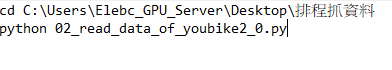 cd C:\Users\Elebc_GPU_Server\Desktop\排程抓資料
python 02_read_data_of_youbike2_0.py